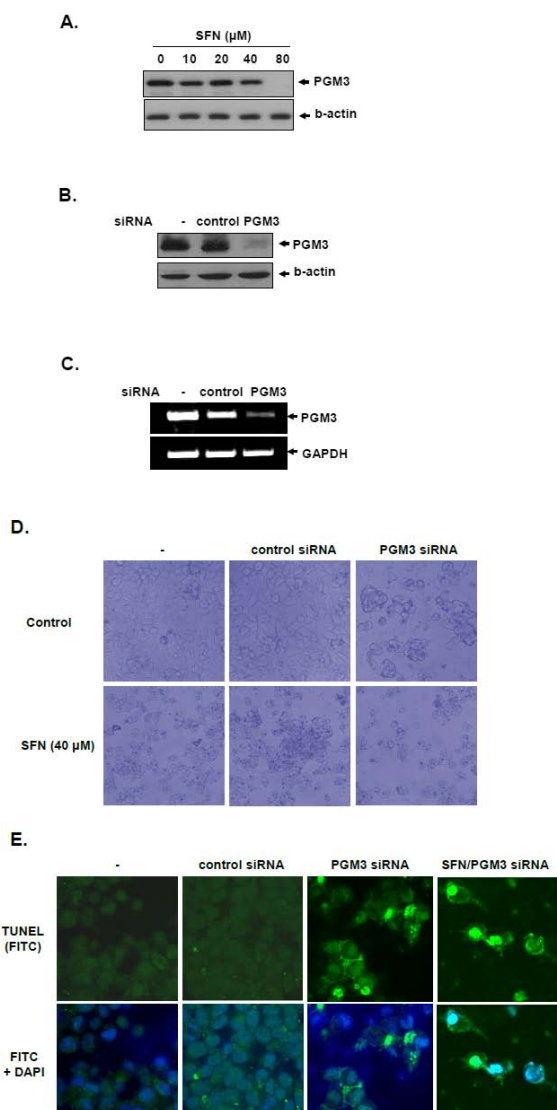 A.
SFN (µM)
0 10 20 40 80
PGM3
b-actin
B.
siRNA - control PGM3
PGM3
b-actin
C.
siRNA - control PGM3
PGM3
GAPDH
D.
- control siRNA PGM3 siRNA
Control
SFN (40 µM)
E.
- control siRNA PGM3 siRNA SFN/PGM3 siRNA
TUNEL
(FITC)
FITC
+ DAPI